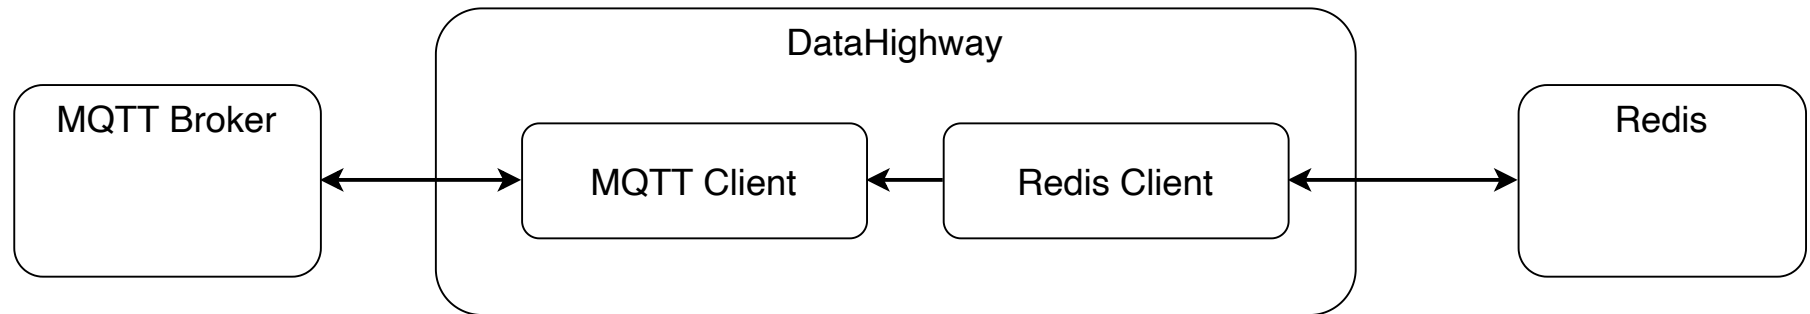 DataHighway
MQTT Broker
MQTT Client
Redis Client
Redis